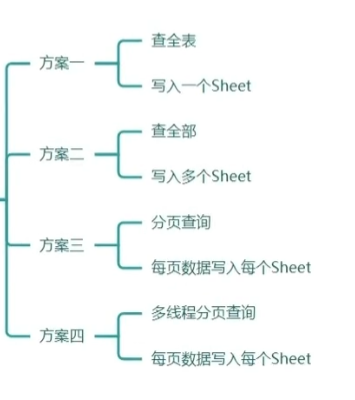 方案一
查全表
写入一个Sheet
方案二
查全部
写入多个Sheet
方案三
分页查询
每页数据写入每个Sheet
方案四
多线程分页查询
每页数据写入每个Sheet